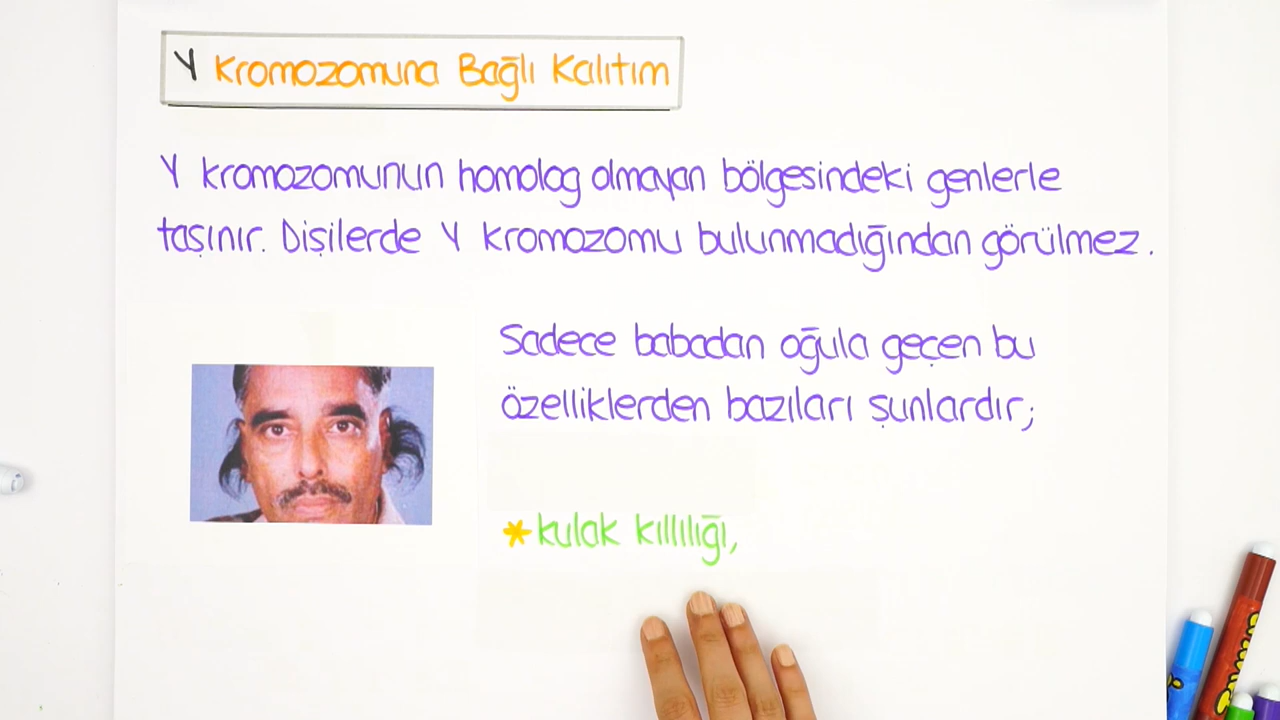 Y Kromozomuna Bağlı Kalıtım
Y kromozomunun homolog olmayan bölgesindeki genlerle
taşınır. Dişilerde Y kromozomu bulunmadığından görülmez.
Sadece babadan oğula geçen bu
özelliklerden bazıları şunlardır;
*kulak kıllılığı,